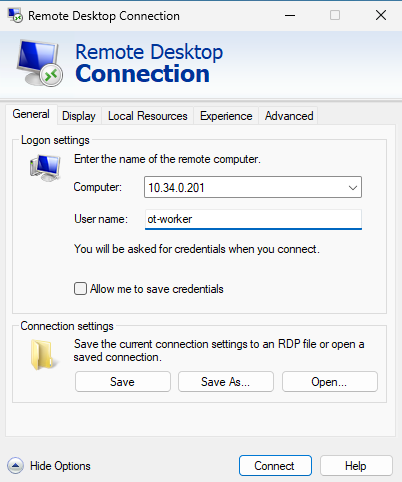 Remote Desktop Connection
Remote Desktop
Connection
General Display Local Resources Experience Advanced
Logon settings
Enter the name of the remote computer.
Computer: 10.34.0.201
User name: ot-worker
You will be asked for credentials when you connect.
Allow me to save credentials
Connection settings
Save the current connection settings to an RDP file or open a
saved connection.
Save Save As... Open...
Hide Options Connect Help